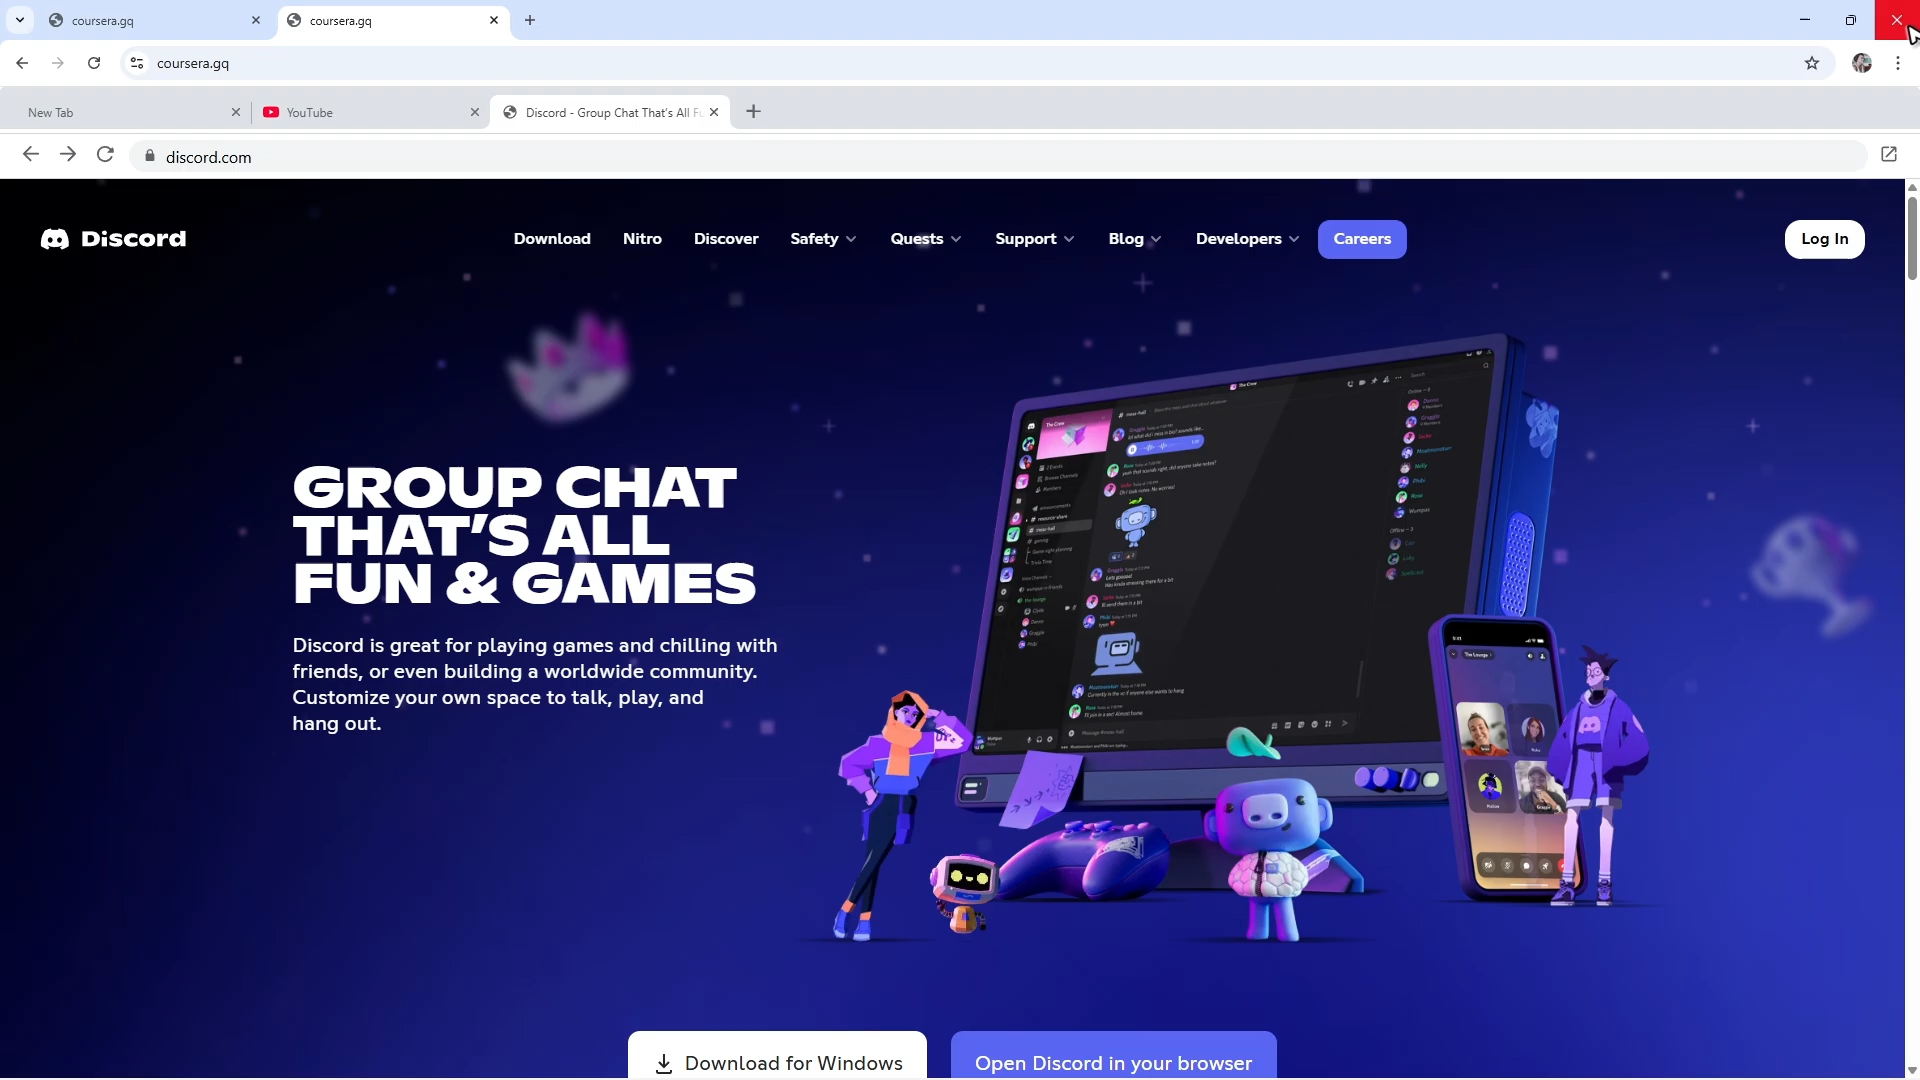 coursera.gq
coursera.gq
coursera.gq
New Tab
YouTube
Discord - Group Chat That's All Fu
discord.com
Discord
Download
Nitro
Discover
Safety
Quests
Support
Blog
Developers
Careers
Log In
GROUP CHAT
THAT'S ALL
FUN & GAMES
Discord is great for playing games and chilling with
friends, or even building a worldwide community.
Customize your own space to talk, play, and
hang out.
Download for Windows
Open Discord in your browser